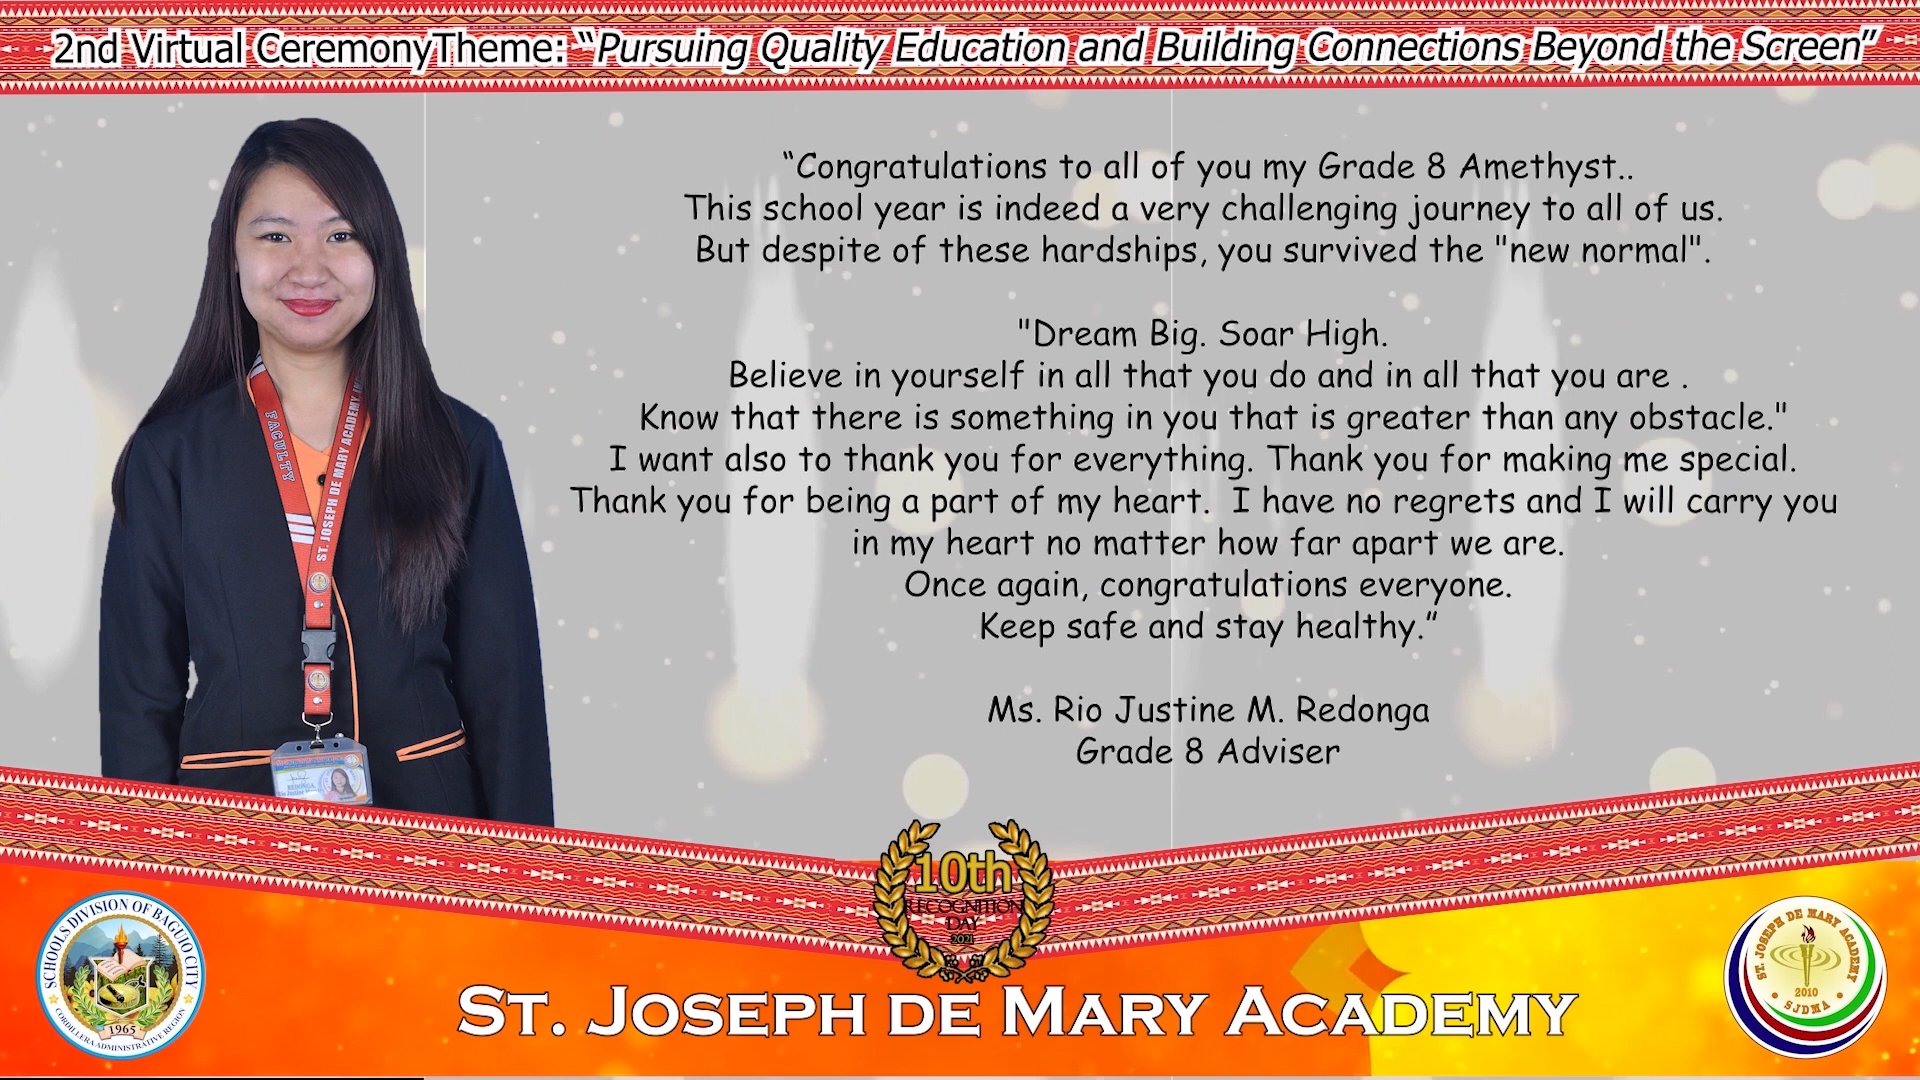 2nd Virtual CeremonyTheme: “Pursuing Quality Education and Building Connections Beyond the Screen”
“Congratulations to all of you my Grade 8 Amethyst..
This school year is indeed a very challenging journey to all of us.
But despite of these hardships, you survived the "new normal".
"Dream Big. Soar High.
Believe in yourself in all that you do and in all that you are .
Know that there is something in you that is greater than any obstacle."
I want also to thank you for everything. Thank you for making me special.
Thank you for being a part of my heart. I have no regrets and I will carry you
in my heart no matter how far apart we are.
Once again, congratulations everyone.
Keep safe and stay healthy.”
Ms. Rio Justine M. Redonga
Grade 8 Adviser
FACULTY
ST. JOSEPH DE MARY ACADEMY, IN
REDONGA
10th
RECOGNITION
DAY
2021
SCHOOLS DIVISION OF BAGUIO CITY
1965
CORDILLERA ADMINISTRATIVE REGION
ST. JOSEPH DE MARY ACADEMY
ST. JOSEPH DE MARY ACADEMY
2010
SJDMA